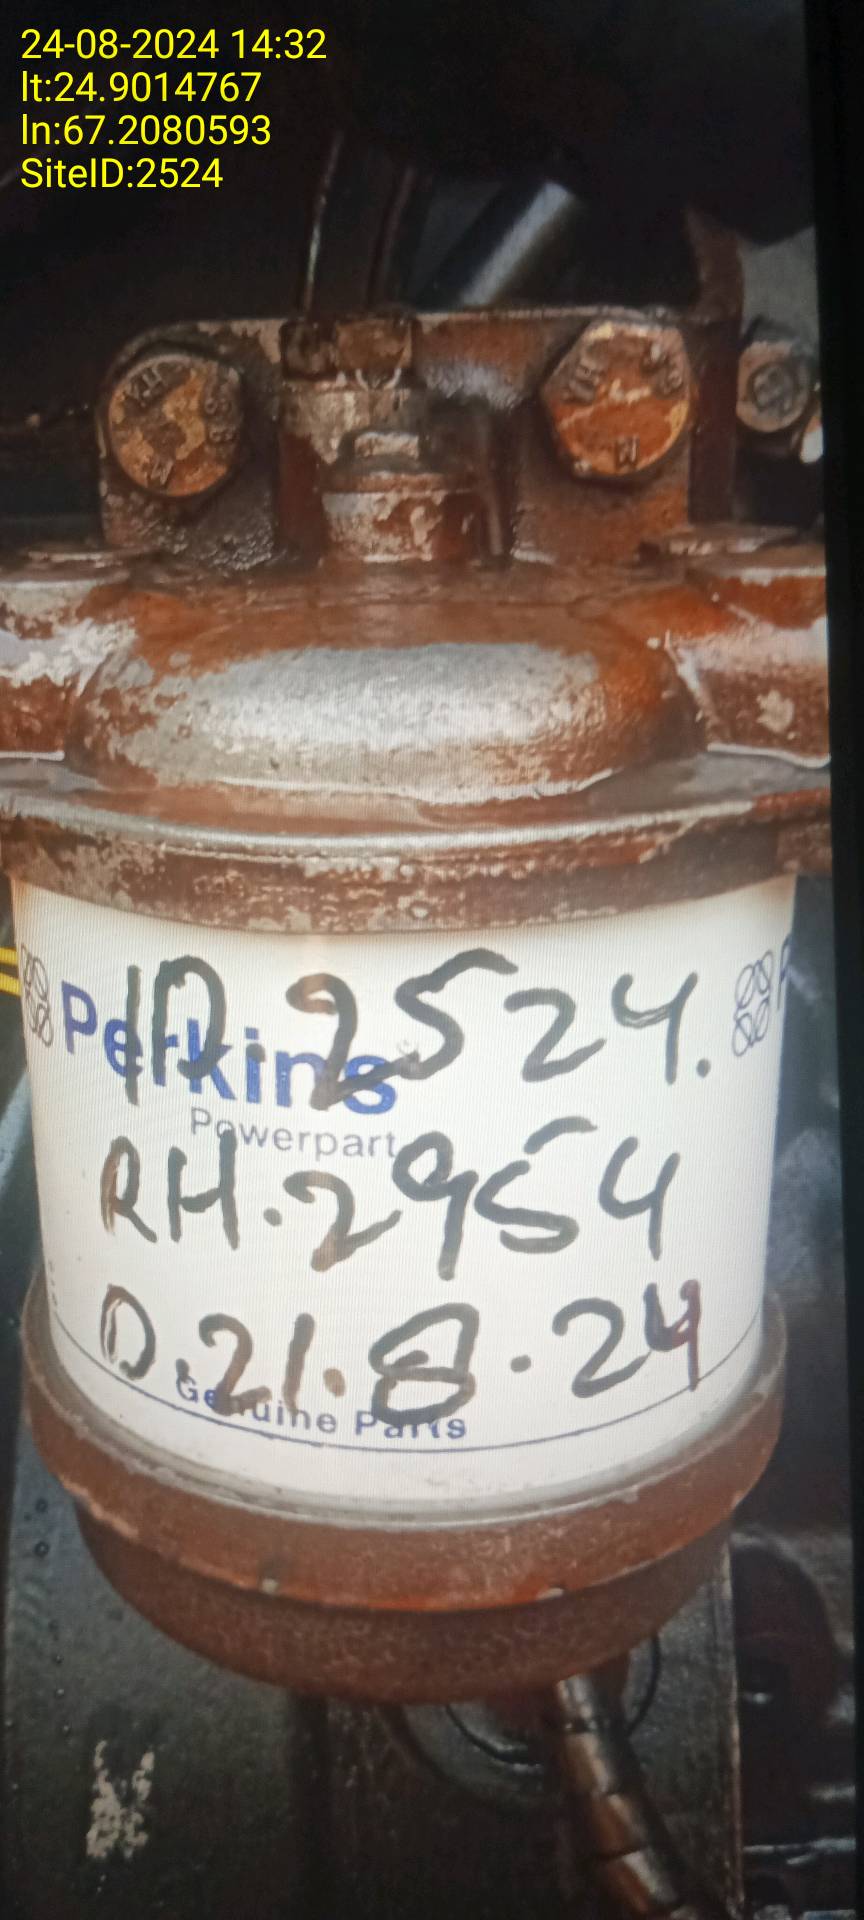 24-08-2024 14:32
lt:24.9014767
ln:67.2080593
SiteID:2524
ID.2524.
Perkins
Powerpart
RH.2954
D.21.8.24
Genuine Parts